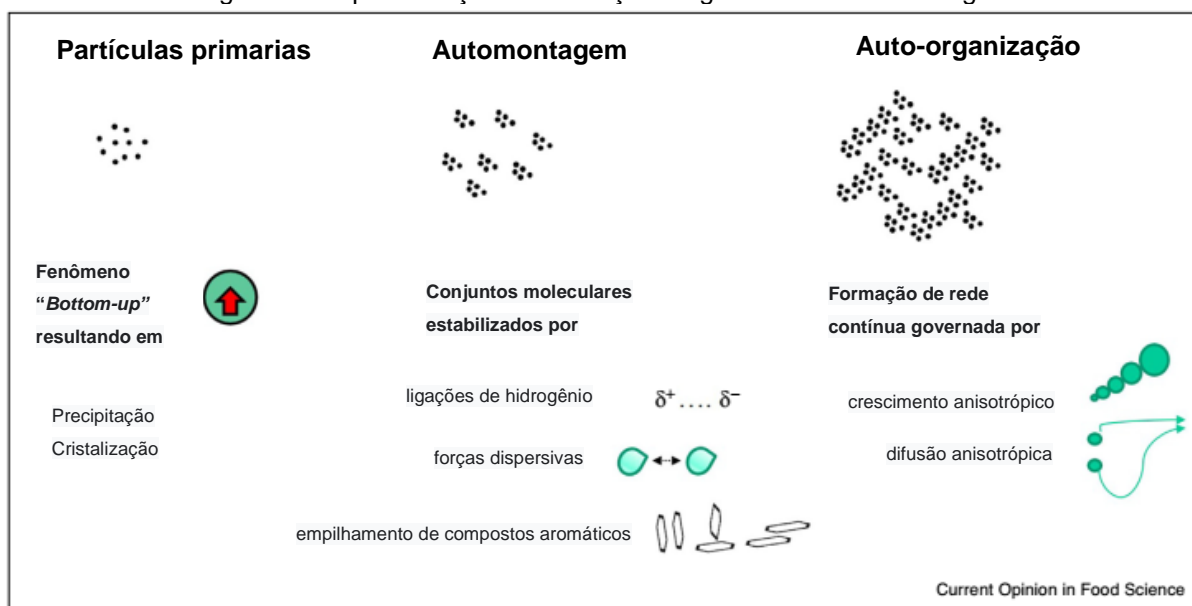 Partículas primarias
Automontagem
Auto-organização
Fenômeno
“Bottom-up”
resultando em
Precipitação
Cristalização
Conjuntos moleculares
estabilizados por
ligações de hidrogênio
δ⁺ .... δ⁻
forças dispersivas
empilhamento de compostos aromáticos
Formação de rede
contínua governada por
crescimento anisotrópico
difusão anisotrópica
Current Opinion in Food Science